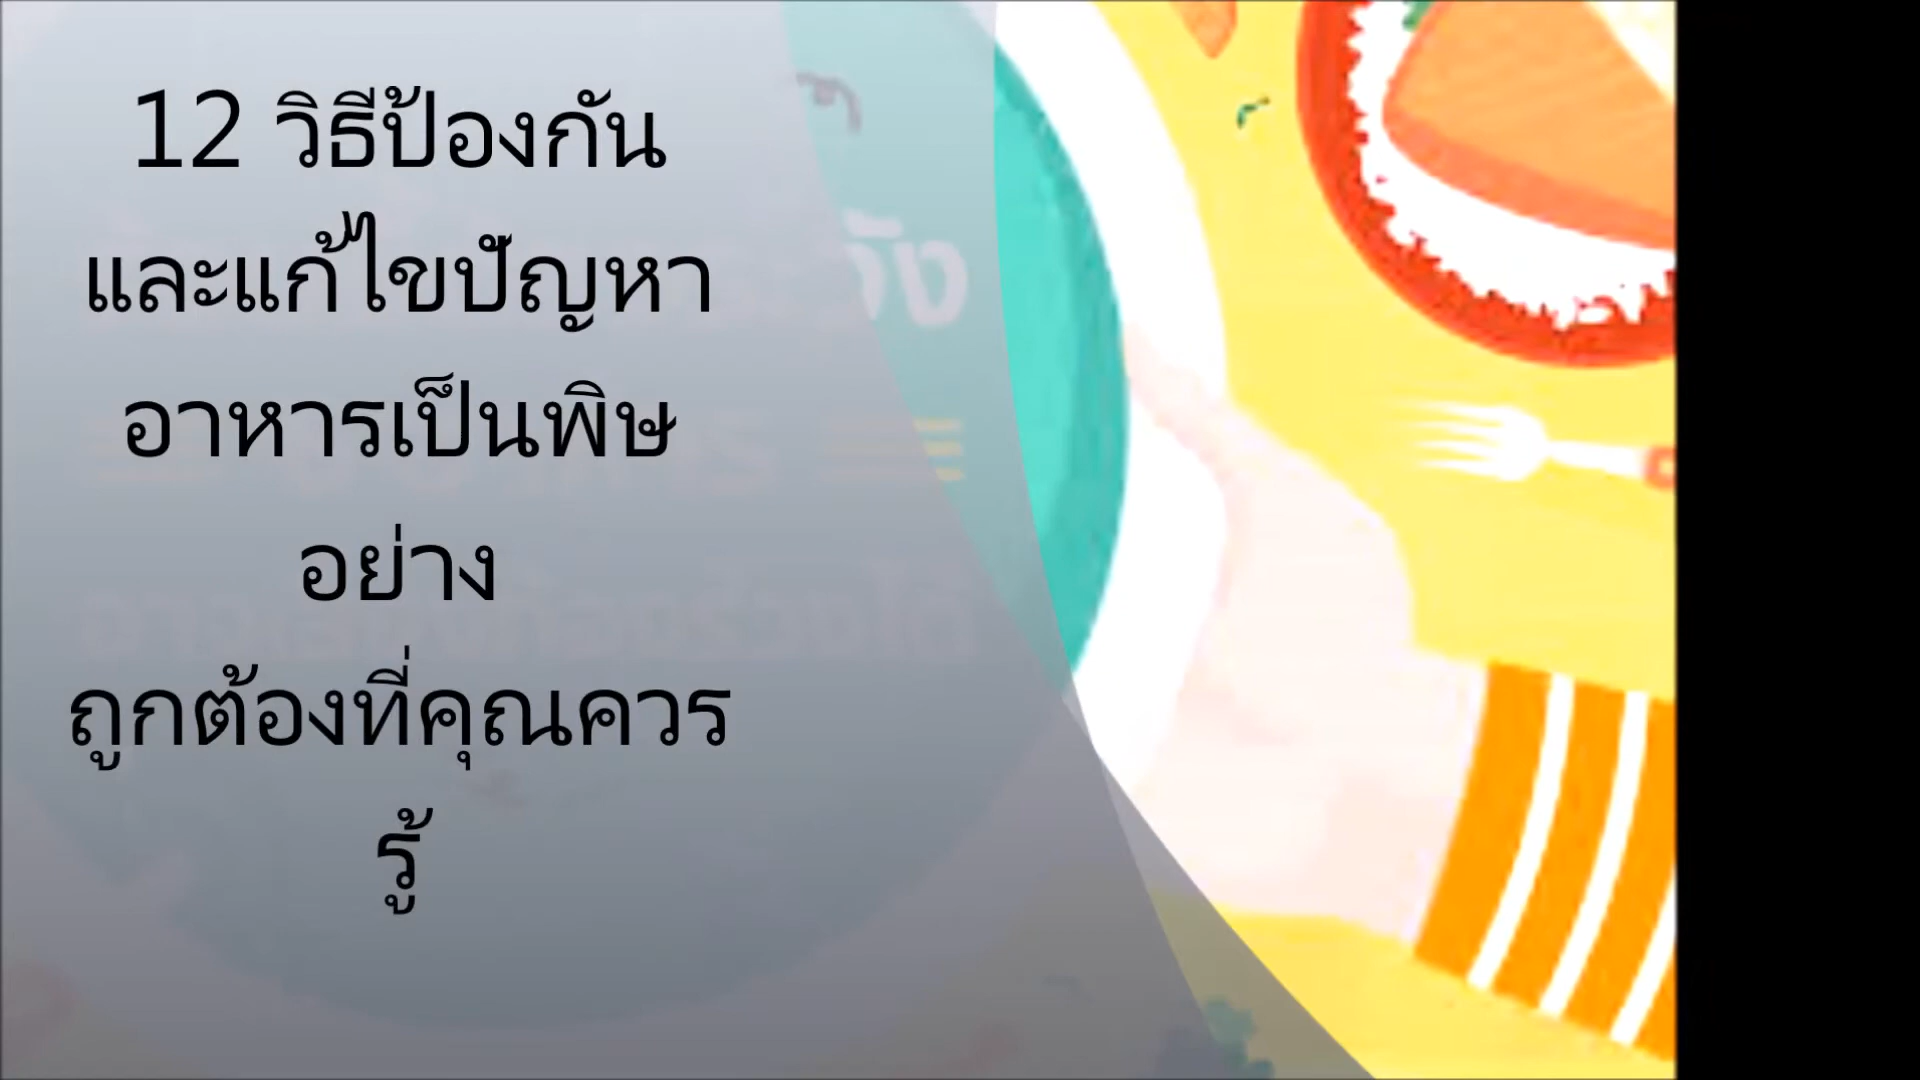 12 วิธีป้องกัน
และแก้ไขปัญหา
อาหารเป็นพิษ
อย่าง
ถูกต้องที่คุณควร
รู้